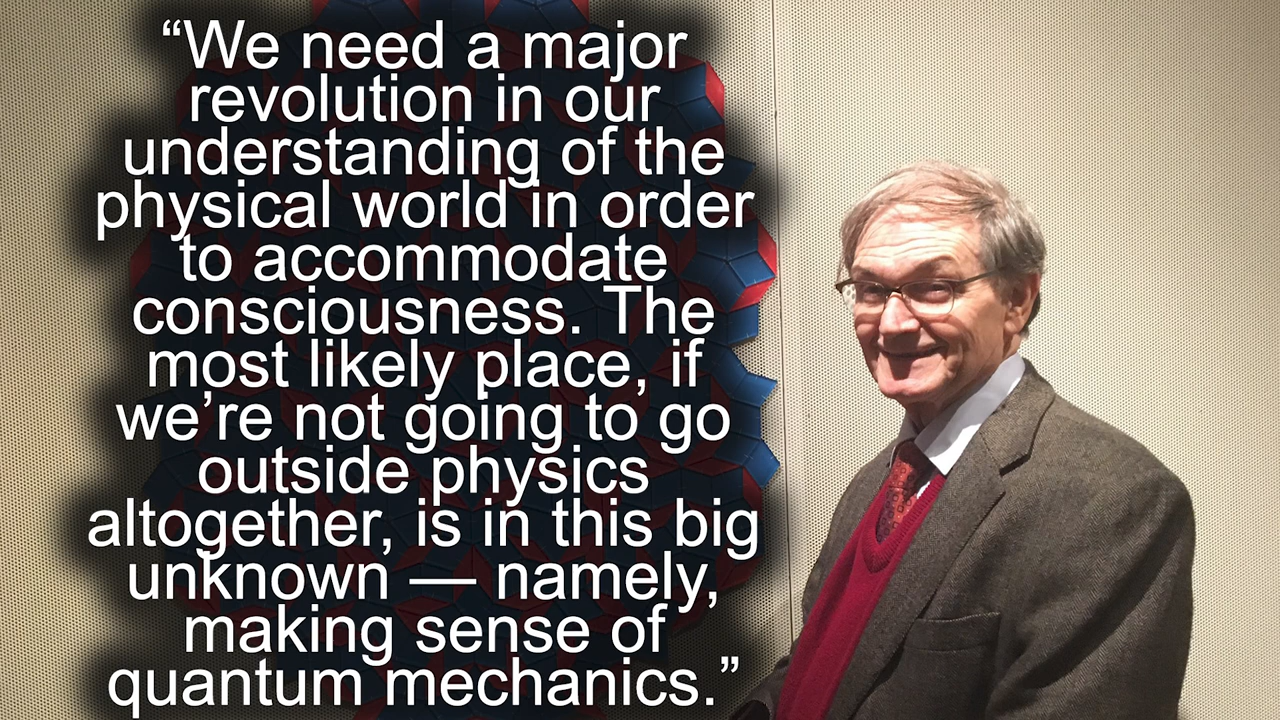 “We need a major
revolution in our
understanding of the
physical world in order
to accommodate
consciousness. The
most likely place, if
we’re not going to go
outside physics
altogether, is in this big
unknown — namely,
making sense of
quantum mechanics.”